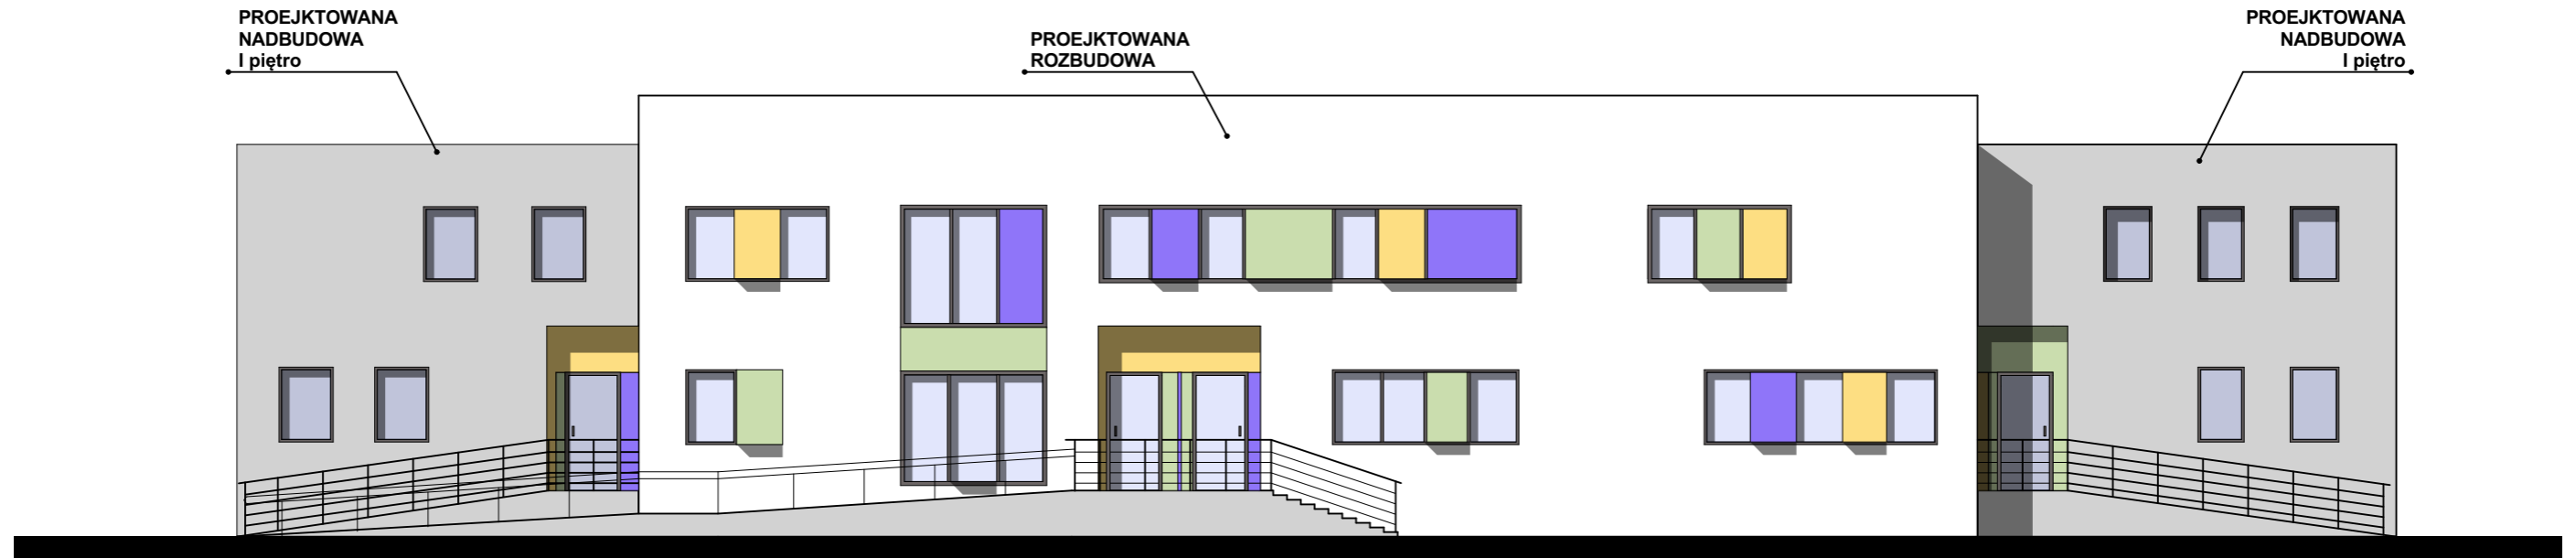 PROEJKTOWANA
NADBUDOWA
I piętro
PROEJKTOWANA
ROZBUDOWA
PROEJKTOWANA
NADBUDOWA
I piętro